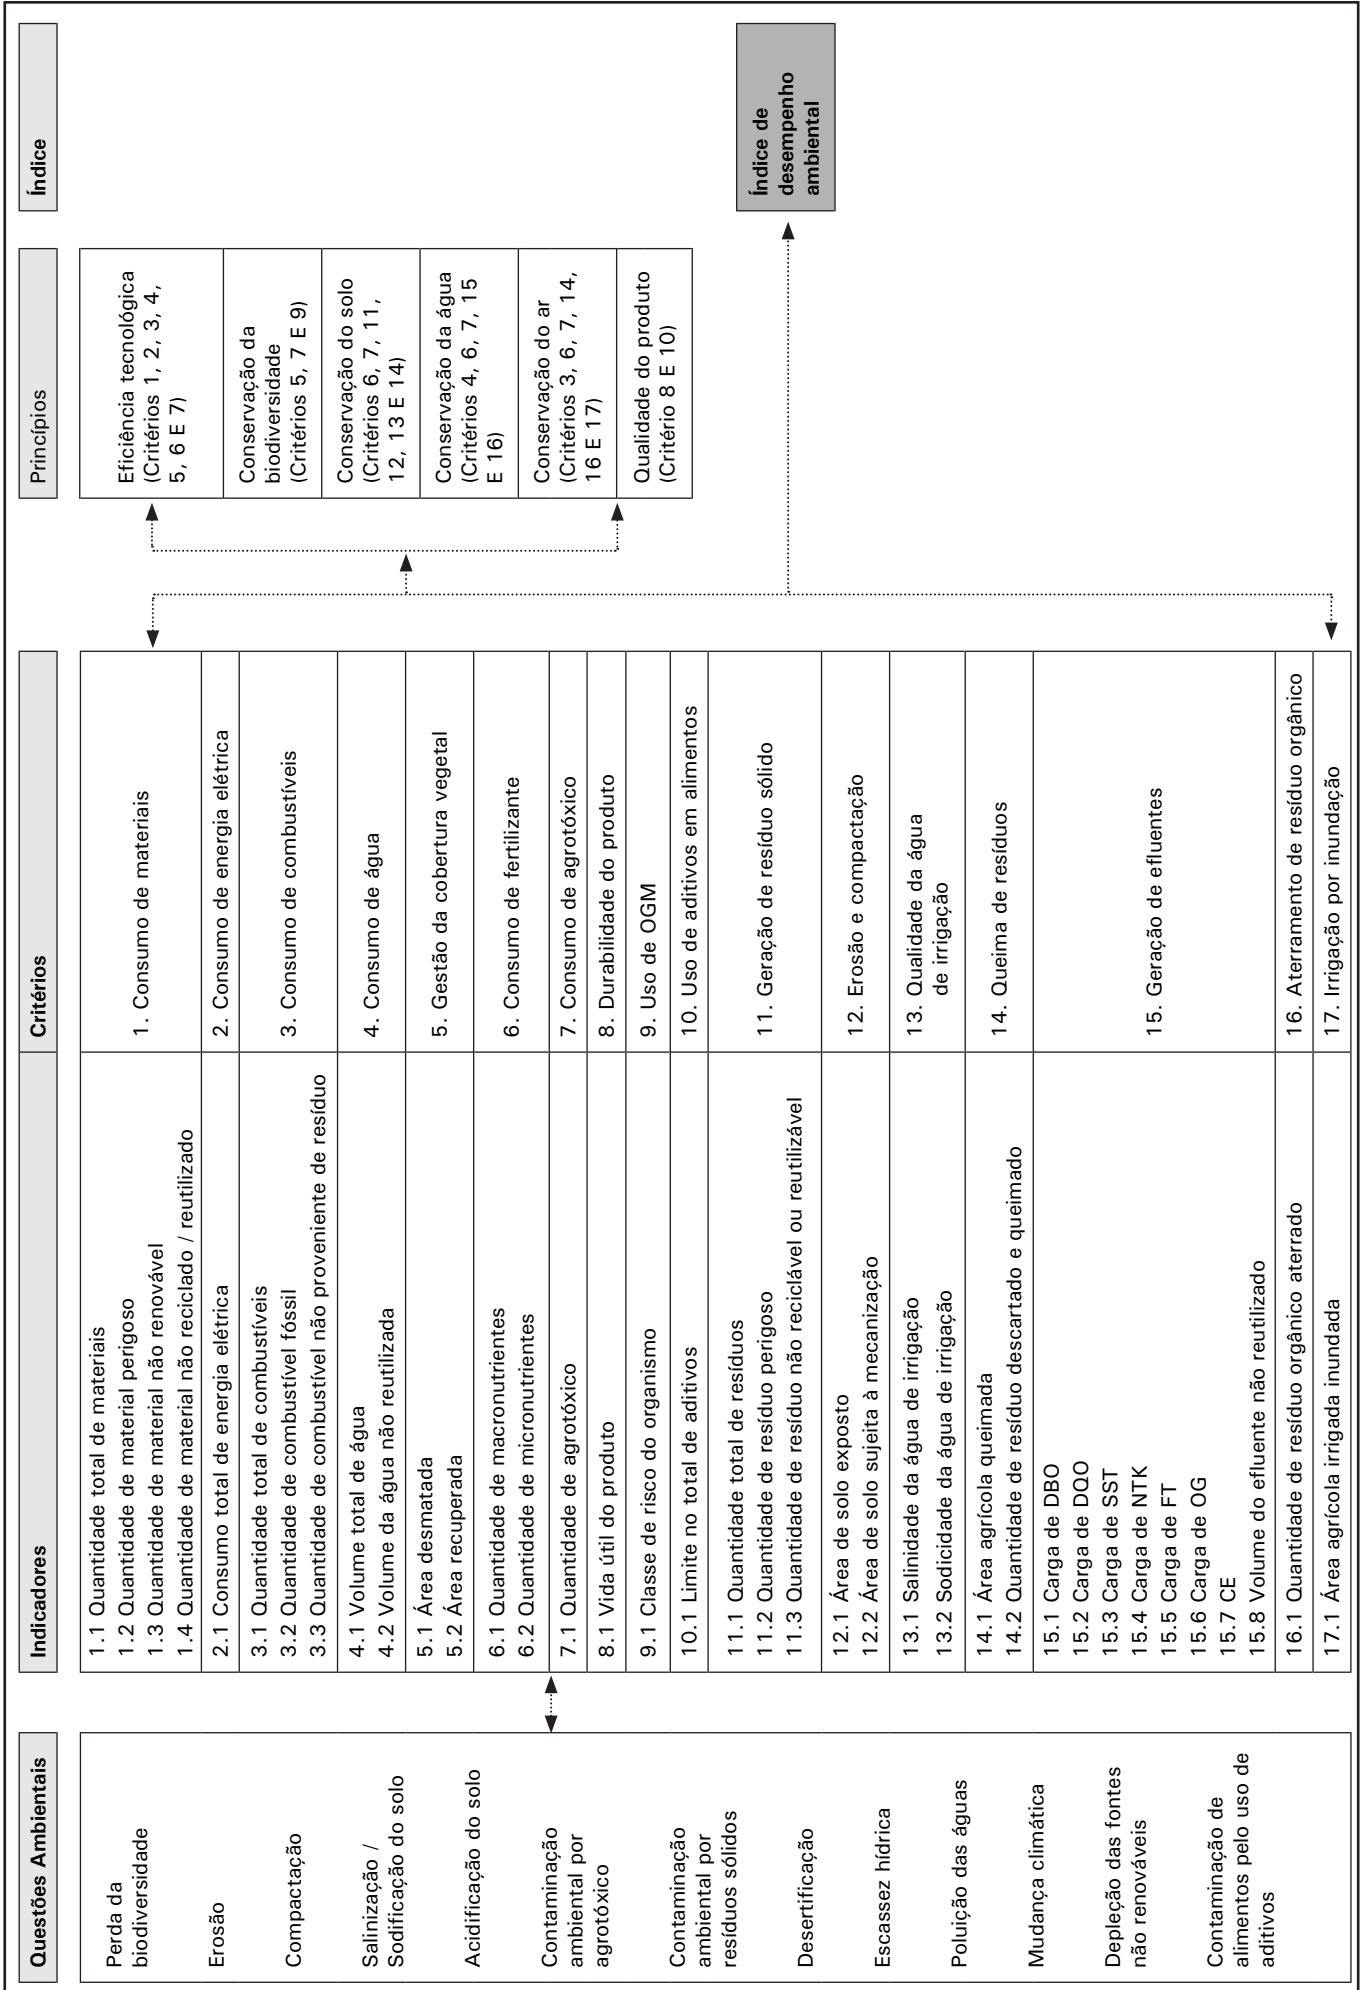 Questões Ambientais
Perda da
biodiversidade
Erosão
Compactação
Salinização /
Sodificação do solo
Acidificação do solo
Contaminação
ambiental por
agrotóxico
Contaminação
ambiental por
resíduos sólidos
Desertificação
Escassez hídrica
Poluição das águas
Mudança climática
Depleção das fontes
não renováveis
Contaminação de
alimentos pelo uso de
aditivos
Indicadores
1.1 Quantidade total de materiais
1.2 Quantidade de material perigoso
1.3 Quantidade de material não renovável
1.4 Quantidade de material não reciclado / reutilizado
2.1 Consumo total de energia elétrica
3.1 Quantidade total de combustíveis
3.2 Quantidade de combustível fóssil
3.3 Quantidade de combustível não proveniente de resíduo
4.1 Volume total de água
4.2 Volume da água não reutilizada
5.1 Área desmatada
5.2 Área recuperada
6.1 Quantidade de macronutrientes
6.2 Quantidade de micronutrientes
7.1 Quantidade de agrotóxico
8.1 Vida útil do produto
9.1 Classe de risco do organismo
10.1 Limite no total de aditivos
11.1 Quantidade total de resíduos
11.2 Quantidade de resíduo perigoso
11.3 Quantidade de resíduo não reciclável ou reutilizável
12.1 Área de solo exposto
12.2 Área de solo sujeita à mecanização
13.1 Salinidade da água de irrigação
13.2 Sodicidade da água de irrigação
14.1 Área agrícola queimada
14.2 Quantidade de resíduo descartado e queimado
15.1 Carga de DBO
15.2 Carga de DQO
15.3 Carga de SST
15.4 Carga de NTK
15.5 Carga de FT
15.6 Carga de OG
15.7 CE
15.8 Volume do efluente não reutilizado
16.1 Quantidade de resíduo orgânico aterrado
17.1 Área agrícola irrigada inundada
Critérios
1. Consumo de materiais
2. Consumo de energia elétrica
3. Consumo de combustíveis
4. Consumo de água
5. Gestão da cobertura vegetal
6. Consumo de fertilizante
7. Consumo de agrotóxico
8. Durabilidade do produto
9. Uso de OGM
10. Uso de aditivos em alimentos
11. Geração de resíduo sólido
12. Erosão e compactação
13. Qualidade da água
de irrigação
14. Queima de resíduos
15. Geração de efluentes
16. Aterramento de resíduo orgânico
17. Irrigação por inundação
Princípios
Eficiência tecnológica
(Critérios 1, 2, 3, 4,
5, 6 E 7)
Conservação da
biodiversidade
(Critérios 5, 7 E 9)
Conservação do solo
(Critérios 6, 7, 11,
12, 13 E 14)
Conservação da água
(Critérios 4, 6, 7, 15
E 16)
Conservação do ar
(Critérios 3, 6, 7, 14,
16 E 17)
Qualidade do produto
(Critério 8 E 10)
Índice
Índice de
desempenho
ambiental